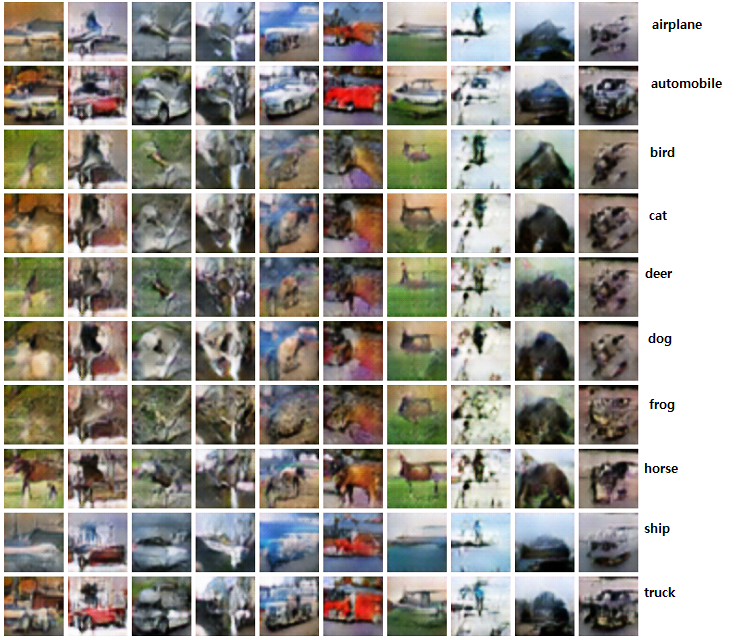 airplane
automobile
bird
cat
deer
dog
frog
horse
ship
truck